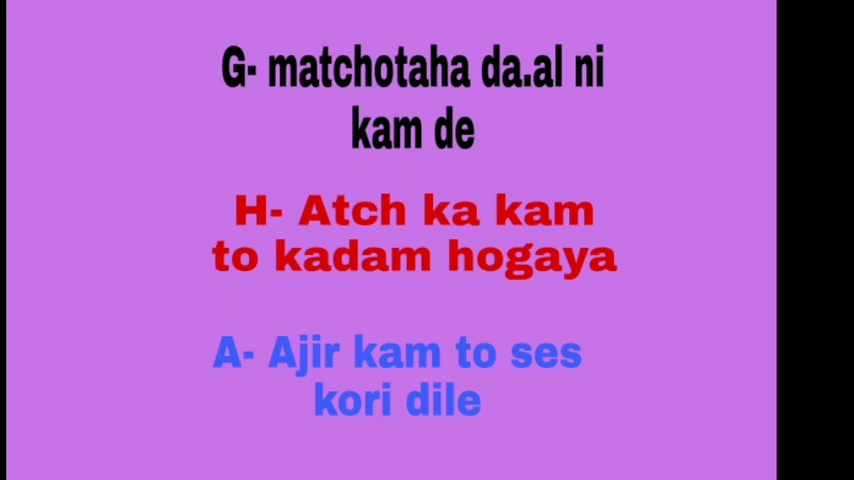 G- matchotaha da.al ni
kam de
H- Atch ka kam
to kadam hogaya
A- Ajir kam to ses
kori dile